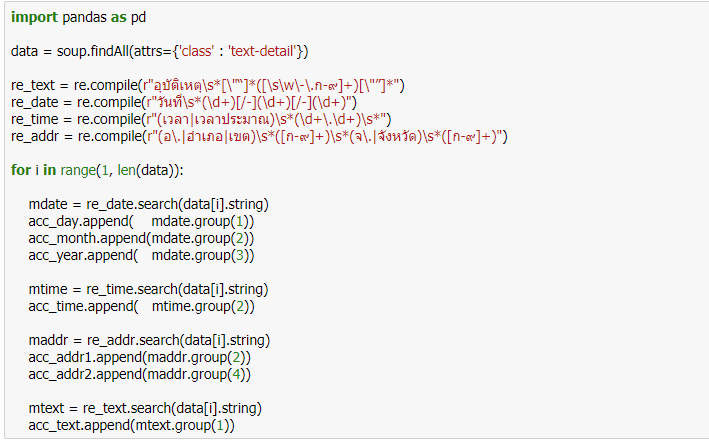 import pandas as pd
data = soup.findAll(attrs={'class' : 'text-detail'})
re_text = re.compile(r"อุบัติเหตุ\s*[\"“‟]*([\s\w\-\.ก-๙]+)[\"”]*")
re_date = re.compile(r"วันที่\s*(\d+)[/-](\d+)[/-](\d+)")
re_time = re.compile(r"(เวลา|เวลาประมาณ)\s*(\d+\.\d+)\s*")
re_addr = re.compile(r"(อ\.|อำเภอ|เขต)\s*([ก-๙]+)\s*(จ\.|จังหวัด)\s*([ก-๙]+)")
for i in range(1, len(data)):
mdate = re_date.search(data[i].string)
acc_day.append(    mdate.group(1))
acc_month.append(mdate.group(2))
acc_year.append(   mdate.group(3))
mtime = re_time.search(data[i].string)
acc_time.append(   mtime.group(2))
maddr = re_addr.search(data[i].string)
acc_addr1.append(maddr.group(2))
acc_addr2.append(maddr.group(4))
mtext = re_text.search(data[i].string)
acc_text.append(mtext.group(1))